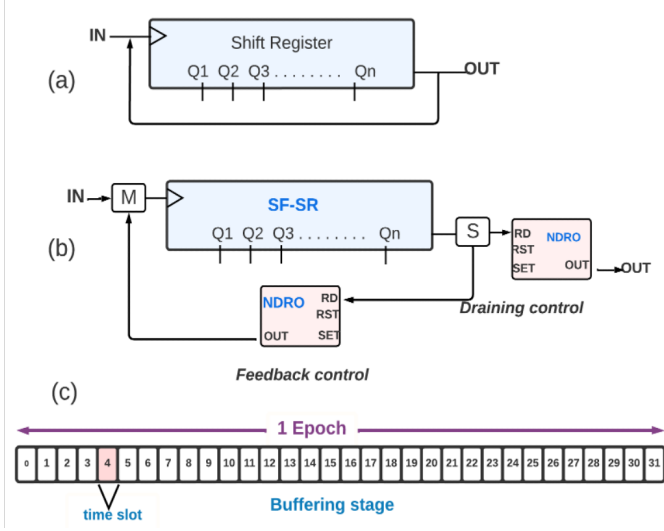 IN
Shift Register
Q1 Q2 Q3 . . . . . . . . Qn
OUT
(a)
IN
M
SF-SR
Q1 Q2 Q3 . . . . . . . . Qn
S
RD
RST
SET
NDRO
OUT
OUT
(b)
Draining control
NDRO
RD
RST
SET
OUT
Feedback control
(c)
1 Epoch
0 1 2 3 4 5 6 7 8 9 10 11 12 13 14 15 16 17 18 19 20 21 22 23 24 25 26 27 28 29 30 31
time slot
Buffering stage